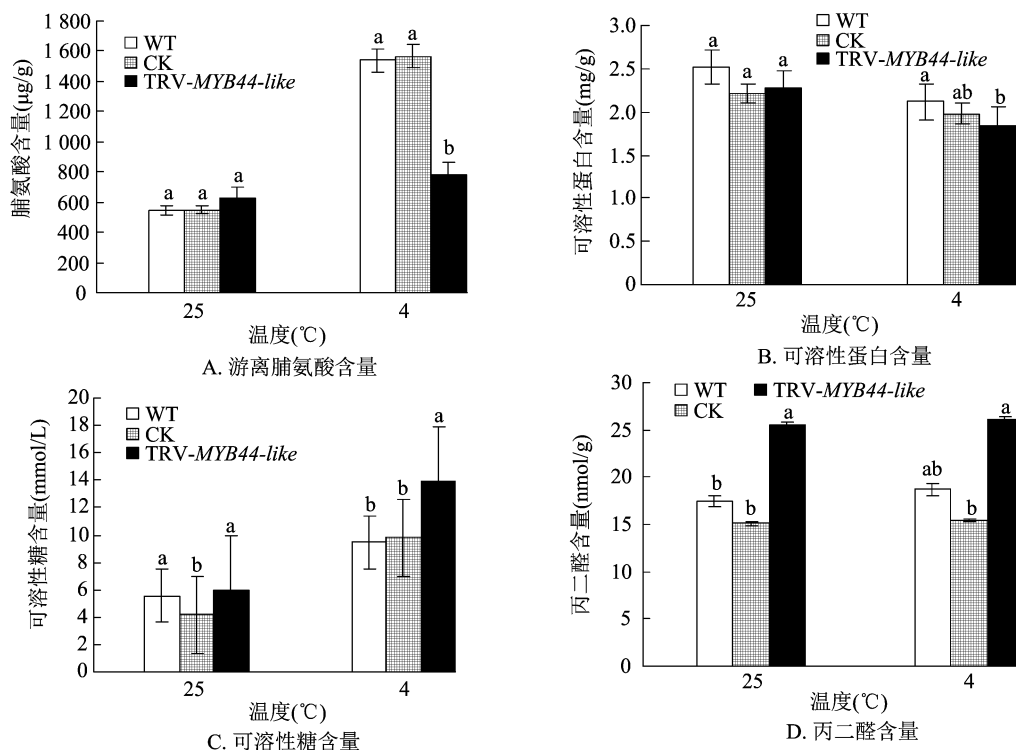 1 800
1 600
1 400
1 200
1 000
800
600
400
200
0
脯氨酸含量(μg/g)
WT
CK
TRV-MYB44-like
a a a
a a b
25 4
温度(℃)
A. 游离脯氨酸含量
3.0
2.5
2.0
1.5
1.0
0.5
0
可溶性蛋白含量(mg/g)
WT
CK
TRV-MYB44-like
a a a
a ab b
25 4
温度(℃)
B. 可溶性蛋白含量
20
18
16
14
12
10
8
6
4
2
0
可溶性糖含量(mmol/L)
WT
CK
TRV-MYB44-like
a b a
b b a
25 4
温度(℃)
C. 可溶性糖含量
30
25
20
15
10
5
0
丙二醛含量(nmol/g)
WT TRV-MYB44-like
CK
b b a
ab b a
25 4
温度(℃)
D. 丙二醛含量